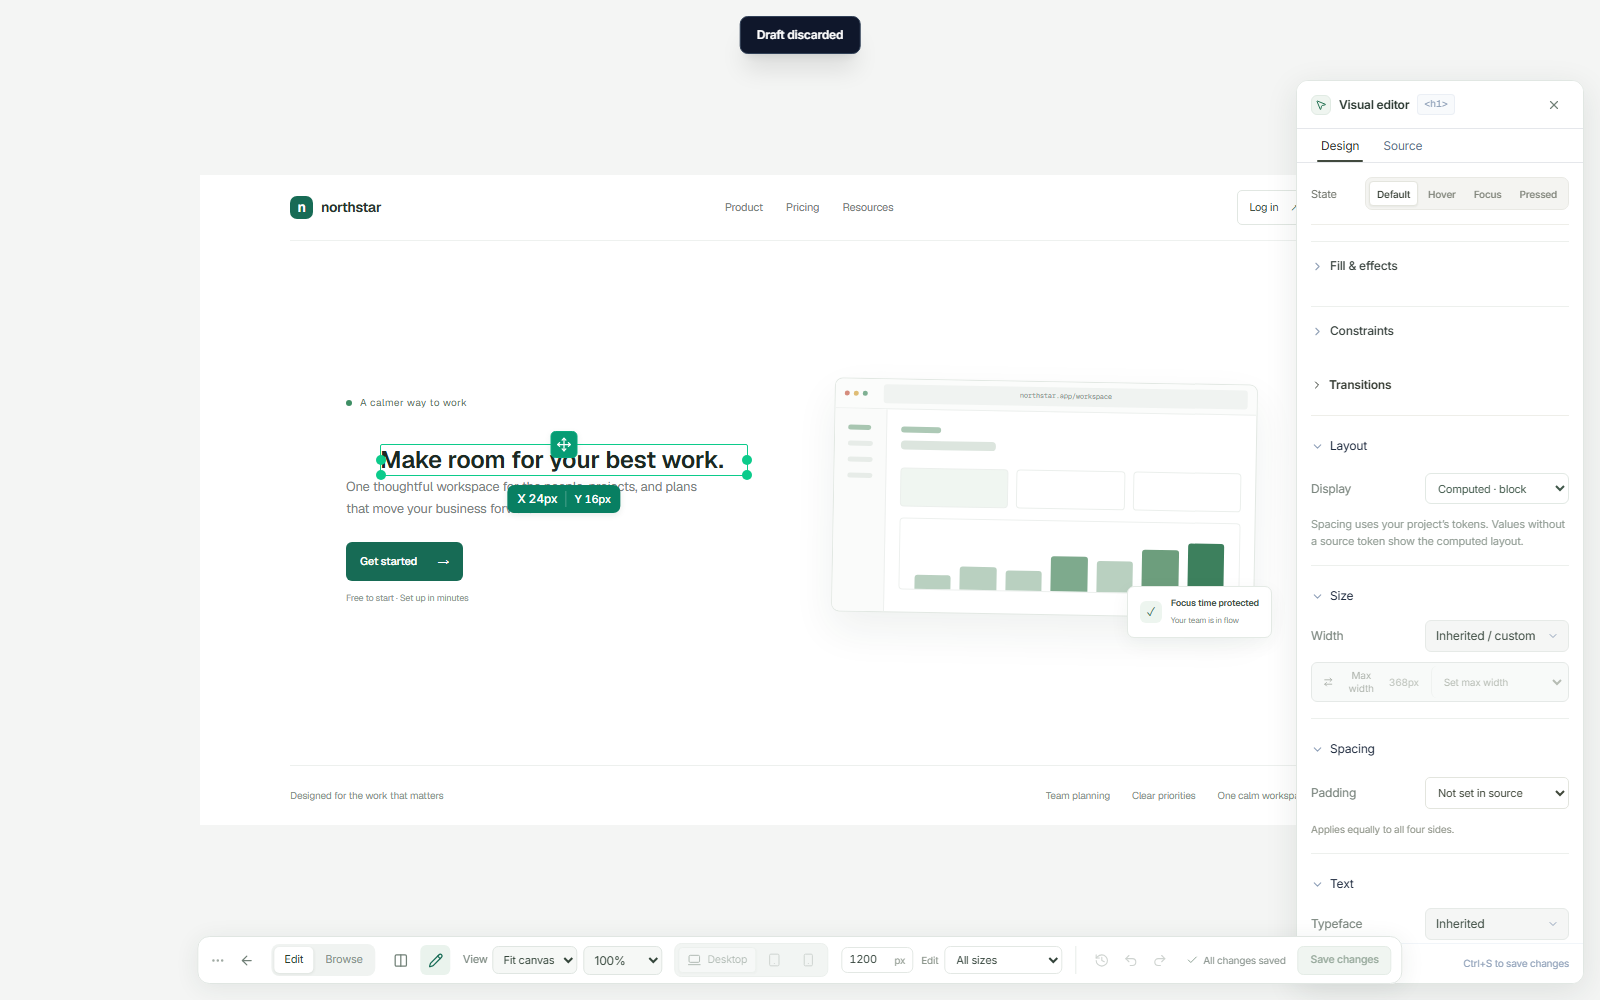 Draft discarded
Visual editor
<h1>
Design
Source
State
Default
Hover
Focus
Pressed
n northstar
Product
Pricing
Resources
Log in
Fill & effects
Constraints
Transitions
northstar.app/workspace
A calmer way to work
Make room for your best work.
One thoughtful workspace for the people, projects, and plans
that move your business
X 24px
Y 16px
Get started →
Free to start · Set up in minutes
Focus time protected
Your team is in flow
Layout
Display
Computed · block
Spacing uses your project's tokens. Values without
a source token show the computed layout.
Size
Width
Inherited / custom
Max
width
368px
Set max width
Spacing
Padding
Not set in source
Applies equally to all four sides.
Text
Typeface
Inherited
Designed for the work that matters
Team planning
Clear priorities
One calm
Edit
Browse
View
Fit canvas
100%
Desktop
1200 px
Edit
All sizes
All changes saved
Save changes
Ctrl+S to save changes